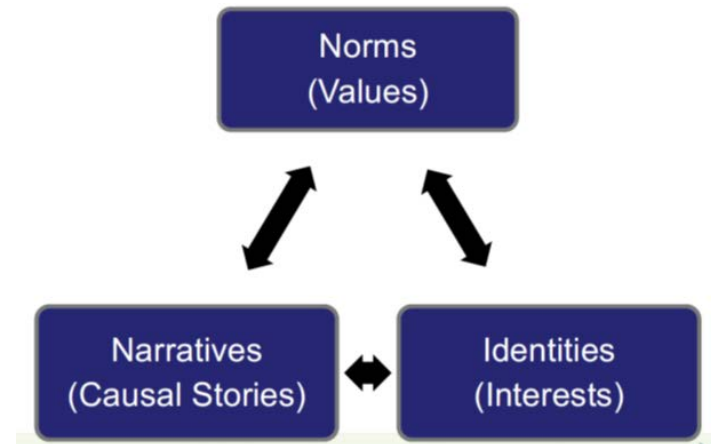 Norms
(Values)
Narratives
(Causal Stories)
Identities
(Interests)